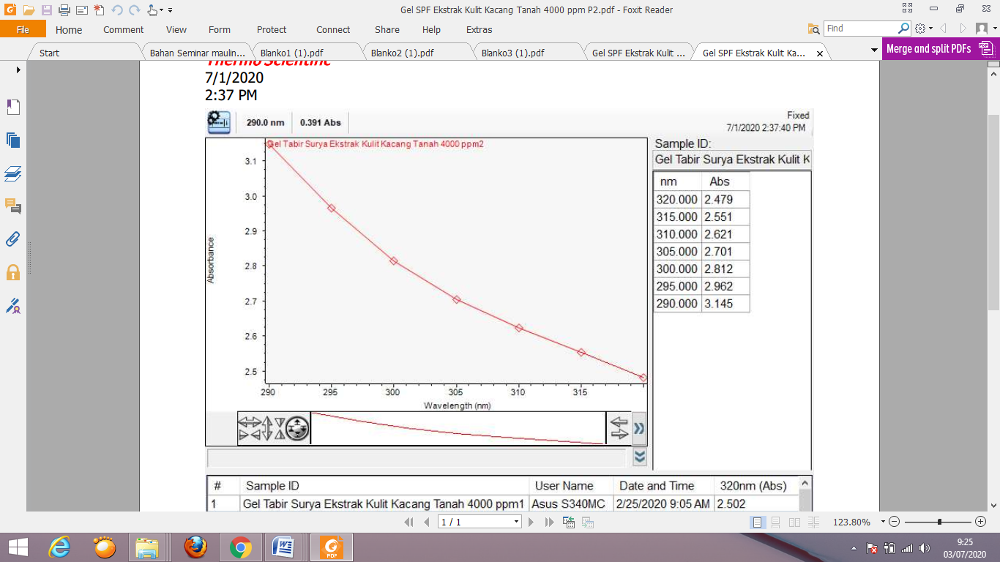 Gel SPF Ekstrak Kulit Kacang Tanah 4000 ppm P2.pdf - Foxit Reader
File Home Comment View Form Protect Connect Share Help Extras
Find
Start
Bahan Seminar maulin...
Blanko1 (1).pdf
Blanko2 (1).pdf
Blanko3 (1).pdf
Gel SPF Ekstrak Kulit ...
Gel SPF Ekstrak Kulit Ka...
Merge and split PDFs
Thermo Scientific
7/1/2020
2:37 PM
290.0 nm 0.391 Abs
Fixed
7/1/2020 2:37:40 PM
Gel Tabir Surya Ekstrak Kulit Kacang Tanah 4000 ppm2
3.1
3.0
2.9
2.8
2.7
2.6
2.5
Absorbance
290 295 300 305 310 315
Wavelength (nm)
Sample ID:
Gel Tabir Surya Ekstrak Kulit K
nm Abs
320.000 2.479
315.000 2.551
310.000 2.621
305.000 2.701
300.000 2.812
295.000 2.962
290.000 3.145
# Sample ID User Name Date and Time 320nm (Abs)
1 Gel Tabir Surya Ekstrak Kulit Kacang Tanah 4000 ppm1 Asus S340MC 2/25/2020 9:05 AM 2.502
1 / 1
123.80%
PDF
9:25
03/07/2020